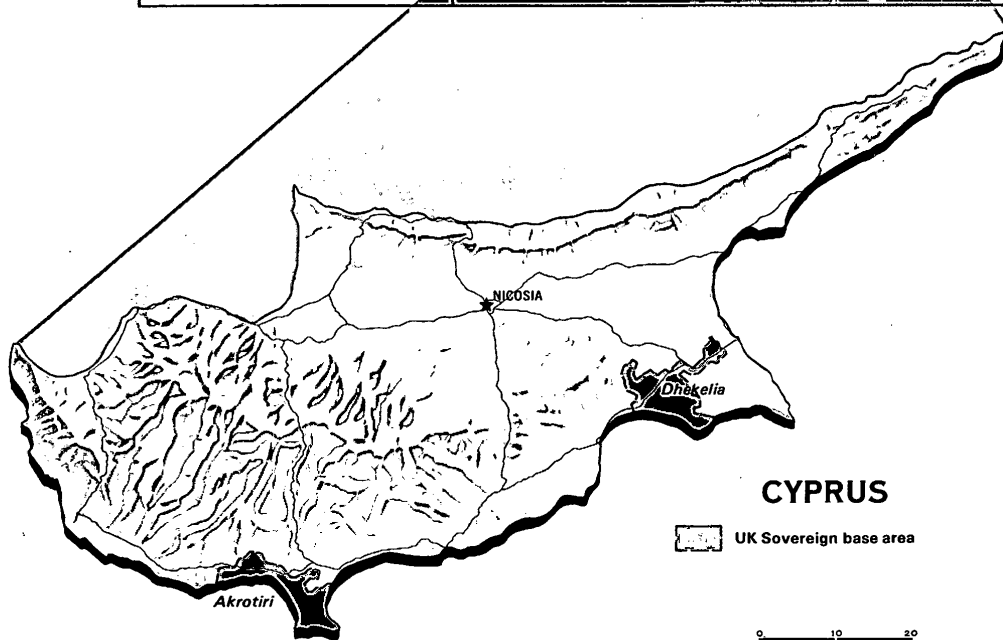 NICOSIA
Dhekelia
CYPRUS
UK Sovereign base area
Akrotiri
0 10 20